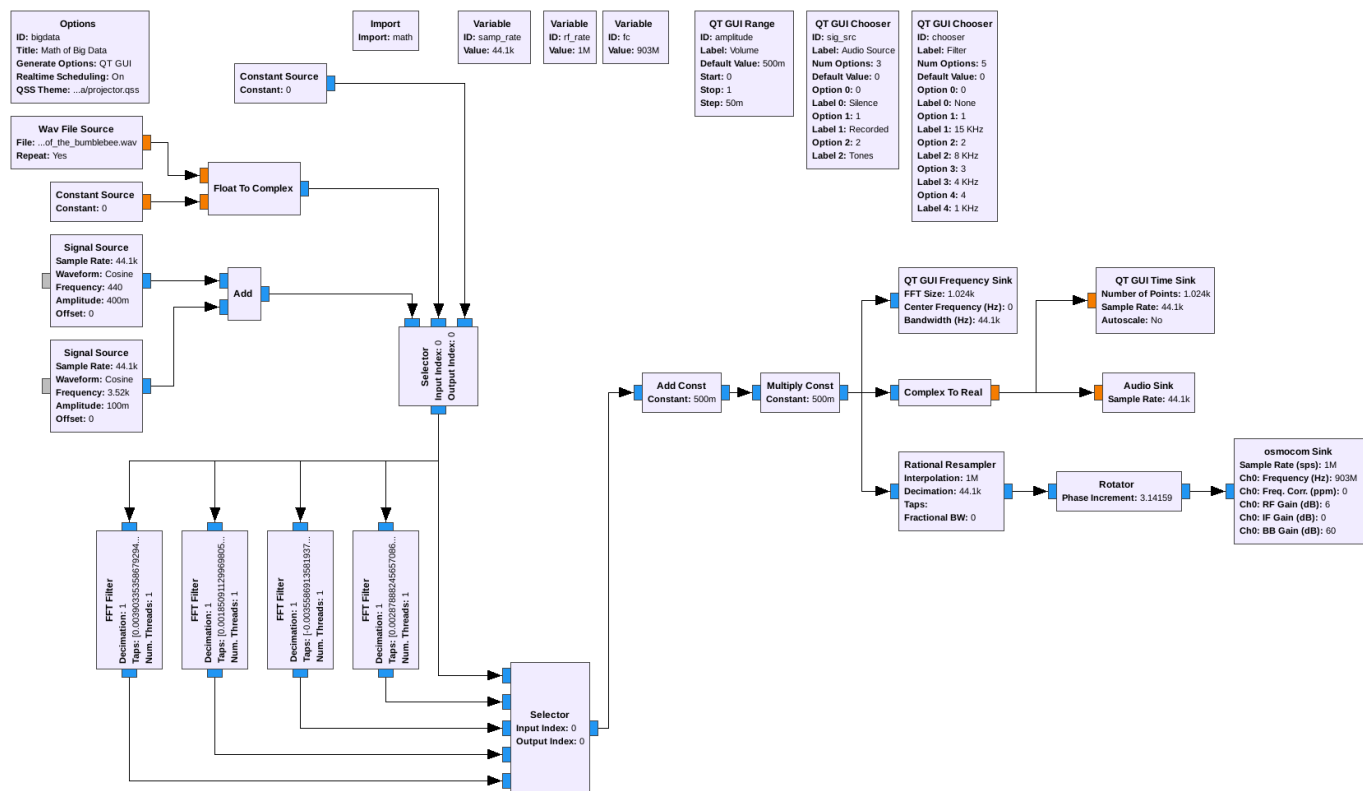 Options
ID: bigdata
Title: Math of Big Data
Generate Options: QT GUI
Realtime Scheduling: On
QSS Theme: ...a/projector.qss
Import
Import: math
Variable
ID: samp_rate
Value: 44.1k
Variable
ID: rf_rate
Value: 1M
Variable
ID: fc
Value: 903M
QT GUI Range
ID: amplitude
Label: Volume
Default Value: 500m
Start: 0
Stop: 1
Step: 50m
QT GUI Chooser
ID: sig_src
Label: Audio Source
Num Options: 3
Default Value: 0
Option 0: 0
Label 0: Silence
Option 1: 1
Label 1: Recorded
Option 2: 2
Label 2: Tones
QT GUI Chooser
ID: chooser
Label: Filter
Num Options: 5
Default Value: 0
Option 0: 0
Label 0: None
Option 1: 1
Label 1: 15 KHz
Option 2: 2
Label 2: 8 KHz
Option 3: 3
Label 3: 4 KHz
Option 4: 4
Label 4: 1 KHz
Constant Source
Constant: 0
Wav File Source
File: ...of_the_bumblebee.wav
Repeat: Yes
Float To Complex
Constant Source
Constant: 0
Signal Source
Sample Rate: 44.1k
Waveform: Cosine
Frequency: 440
Amplitude: 400m
Offset: 0
Add
Signal Source
Sample Rate: 44.1k
Waveform: Cosine
Frequency: 3.52k
Amplitude: 100m
Offset: 0
Selector
Input Index: 0
Output Index: 0
QT GUI Frequency Sink
FFT Size: 1.024k
Center Frequency (Hz): 0
Bandwidth (Hz): 44.1k
QT GUI Time Sink
Number of Points: 1.024k
Sample Rate: 44.1k
Autoscale: No
Add Const
Constant: 500m
Multiply Const
Constant: 500m
Complex To Real
Audio Sink
Sample Rate: 44.1k
Rational Resampler
Interpolation: 1M
Decimation: 44.1k
Taps:
Fractional BW: 0
Rotator
Phase Increment: 3.14159
osmocom Sink
Sample Rate (sps): 1M
Ch0: Frequency (Hz): 903M
Ch0: Freq. Corr. (ppm): 0
Ch0: RF Gain (dB): 6
Ch0: IF Gain (dB): 0
Ch0: BB Gain (dB): 60
FFT Filter
Decimation: 1
Taps:
Num. Threads: 1
FFT Filter
Decimation: 1
Taps:
Num. Threads: 1
FFT Filter
Decimation: 1
Taps:
Num. Threads: 1
FFT Filter
Decimation: 1
Taps:
Num. Threads: 1
Selector
Input Index: 0
Output Index: 0